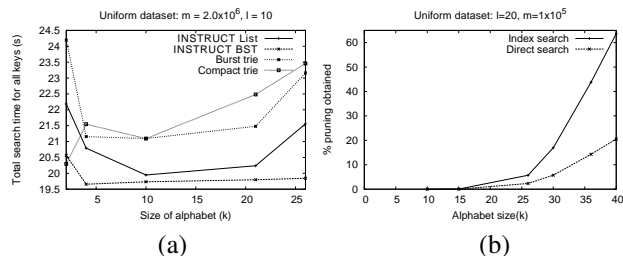 Uniform dataset: m = 2.0x10^6, l = 10
Total search time for all keys (s)
24
23.5
23
22.5
22
21.5
21
20.5
20
19.5
INSTRUCT List
INSTRUCT BST
Burst trie
Compact trie
5 10 15 20 25
Size of alphabet (k)
(a)
Uniform dataset: l=20, m=1x10^5
% pruning obtained
60
50
40
30
20
10
0
Index search
Direct search
0 5 10 15 20 25 30 35 40
Alphabet size(k)
(b)